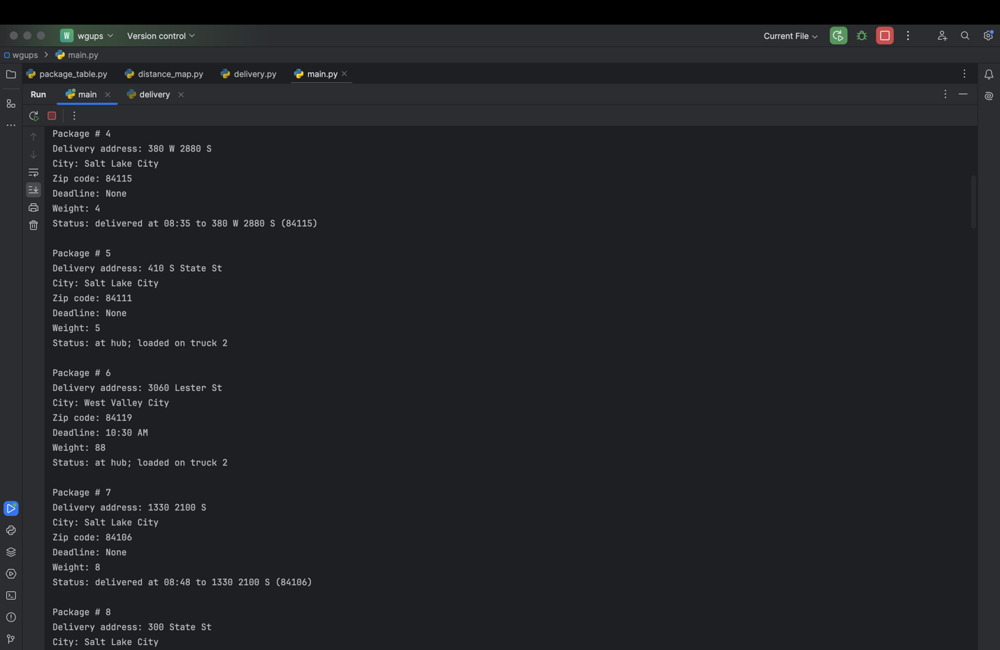 W wgups Version control Current File
wgups main.py
package_table.py distance_map.py delivery.py main.py
Run main delivery
Package # 4
Delivery address: 380 W 2880 S
City: Salt Lake City
Zip code: 84115
Deadline: None
Weight: 4
Status: delivered at 08:35 to 380 W 2880 S (84115)
Package # 5
Delivery address: 410 S State St
City: Salt Lake City
Zip code: 84111
Deadline: None
Weight: 5
Status: at hub; loaded on truck 2
Package # 6
Delivery address: 3060 Lester St
City: West Valley City
Zip code: 84119
Deadline: 10:30 AM
Weight: 88
Status: at hub; loaded on truck 2
Package # 7
Delivery address: 1330 2100 S
City: Salt Lake City
Zip code: 84106
Deadline: None
Weight: 8
Status: delivered at 08:48 to 1330 2100 S (84106)
Package # 8
Delivery address: 300 State St
City: Salt Lake City